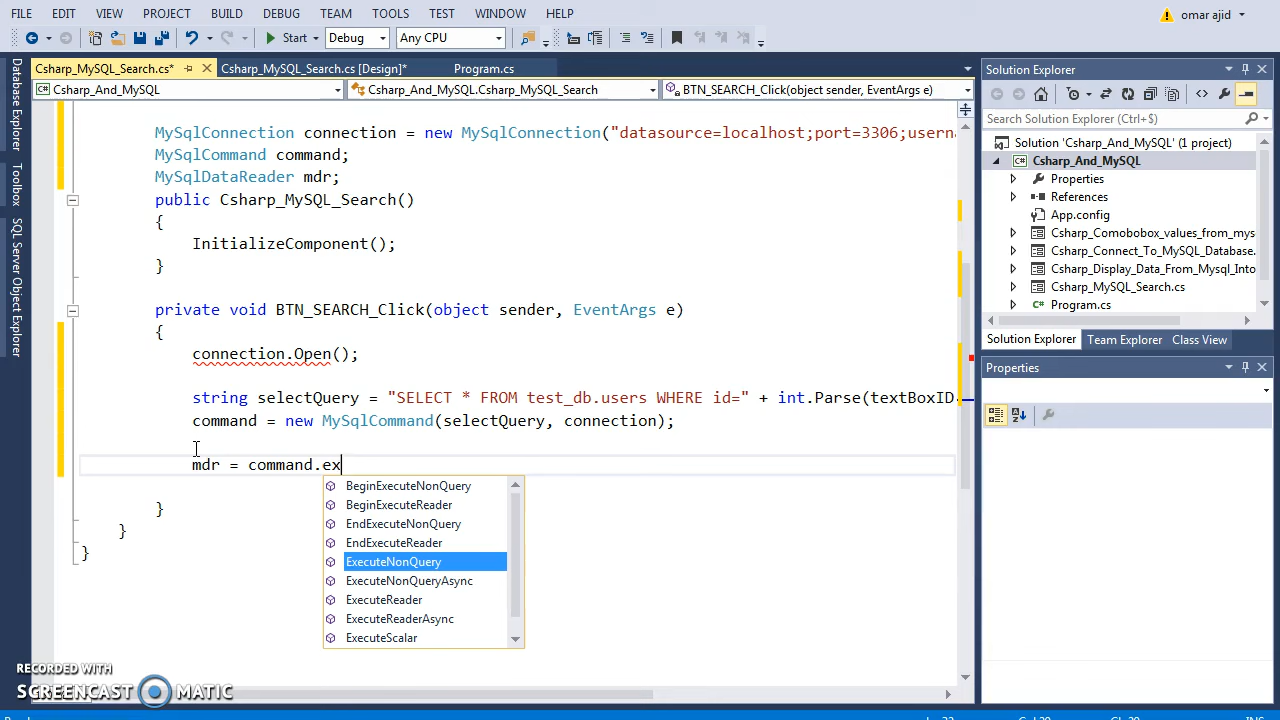 FILE EDIT VIEW PROJECT BUILD DEBUG TEAM TOOLS TEST WINDOW HELP omar ajid
Start Debug Any CPU
Csharp_MySQL_Search.cs* Csharp_MySQL_Search.cs [Design]* Program.cs
Csharp_And_MySQL Csharp_And_MySQL.Csharp_MySQL_Search BTN_SEARCH_Click(object sender, EventArgs e)
Database Explorer
Toolbox
SQL Server Object Explorer
MySqlConnection connection = new MySqlConnection("datasource=localhost;port=3306;userna
MySqlCommand command;
MySqlDataReader mdr;
public Csharp_MySQL_Search()
{
InitializeComponent();
}
private void BTN_SEARCH_Click(object sender, EventArgs e)
{
connection.Open();
string selectQuery = "SELECT * FROM test_db.users WHERE id=" + int.Parse(textBoxID.
command = new MySqlCommand(selectQuery, connection);
mdr = command.ex
BeginExecuteNonQuery
BeginExecuteReader
EndExecuteNonQuery
EndExecuteReader
ExecuteNonQuery
ExecuteNonQueryAsync
ExecuteReader
ExecuteReaderAsync
ExecuteScalar
}
}
}
Solution Explorer
Search Solution Explorer (Ctrl+$)
Solution 'Csharp_And_MySQL' (1 project)
Csharp_And_MySQL
Properties
References
App.config
Csharp_Comobobox_values_from_mys
Csharp_Connect_To_MySQL_Database.
Csharp_Display_Data_From_Mysql_Into
Csharp_MySQL_Search.cs
Program.cs
Solution Explorer Team Explorer Class View
Properties
RECORDED WITH
SCREENCAST MATIC